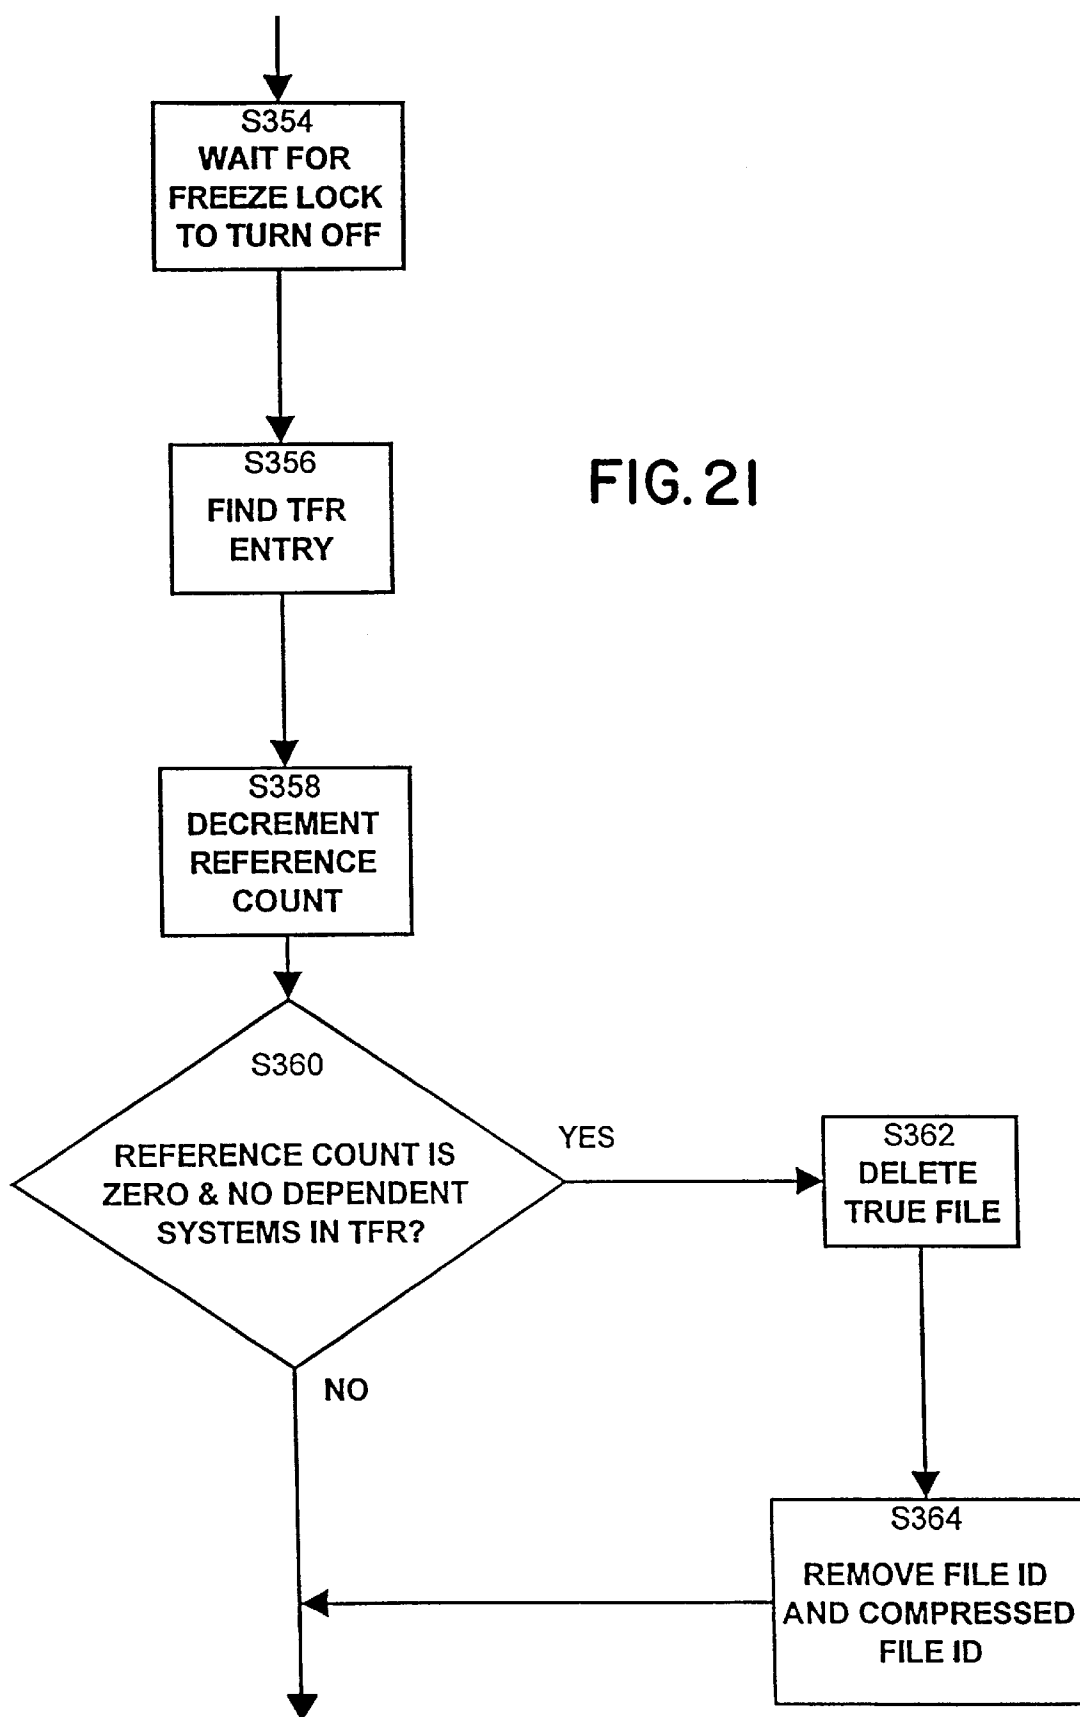 S354
WAIT FOR
FREEZE LOCK
TO TURN OFF
S356
FIND TFR
ENTRY
FIG. 21
S358
DECREMENT
REFERENCE
COUNT
S360
REFERENCE COUNT IS
ZERO & NO DEPENDENT
SYSTEMS IN TFR?
YES
S362
DELETE
TRUE FILE
NO
S364
REMOVE FILE ID
AND COMPRESSED
FILE ID